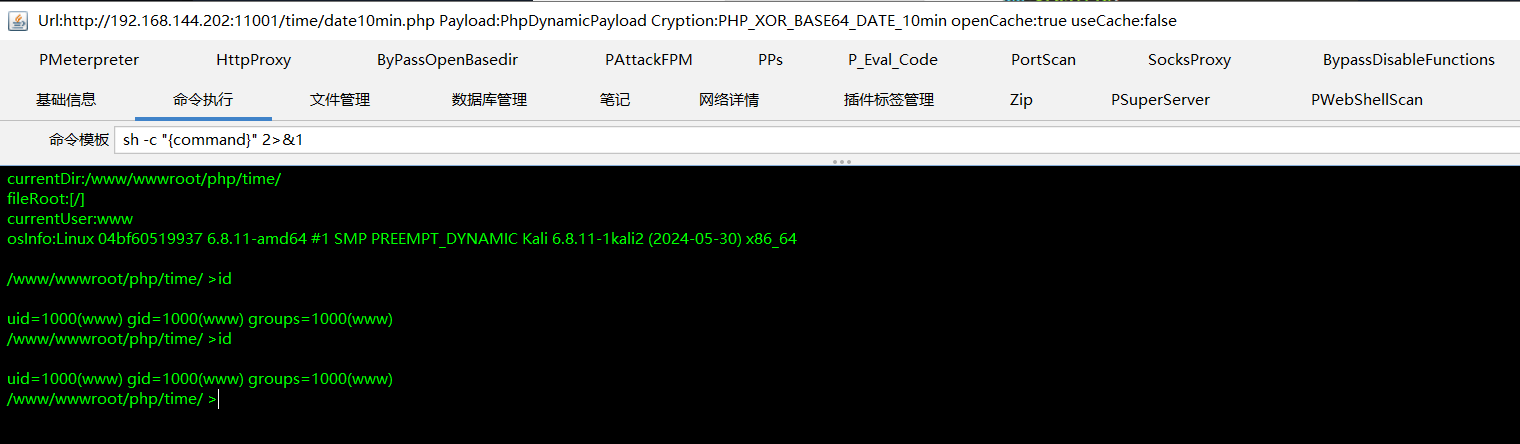 Url:http://192.168.144.202:11001/time/date10min.php Payload:PhpDynamicPayload Cryption:PHP_XOR_BASE64_DATE_10min openCache:true useCache:false
PMeterpreter HttpProxy ByPassOpenBasedir PAttackFPM PPs P_Eval_Code PortScan SocksProxy BypassDisableFunctions
基础信息 命令执行 文件管理 数据库管理 笔记 网络详情 插件标签管理 Zip PSuperServer PWebShellScan
命令模板 sh -c "{command}" 2>&1
currentDir:/www/wwwroot/php/time/
fileRoot:[/]
currentUser:www
osInfo:Linux 04bf60519937 6.8.11-amd64 #1 SMP PREEMPT_DYNAMIC Kali 6.8.11-1kali2 (2024-05-30) x86_64
/www/wwwroot/php/time/ >id
uid=1000(www) gid=1000(www) groups=1000(www)
/www/wwwroot/php/time/ >id
uid=1000(www) gid=1000(www) groups=1000(www)
/www/wwwroot/php/time/ >